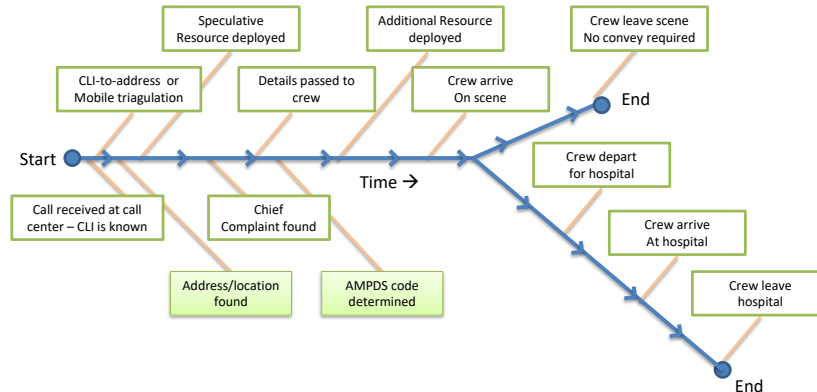 Speculative
Resource deployed
Additional Resource
deployed
Crew leave scene
No convey required
CLI-to-address or
Mobile triagulation
Details passed to
crew
Crew arrive
On scene
End
Start
Time →
Crew depart
for hospital
Call received at call
center – CLI is known
Chief
Complaint found
Crew arrive
At hospital
Address/location
found
AMPDS code
determined
Crew leave
hospital
End